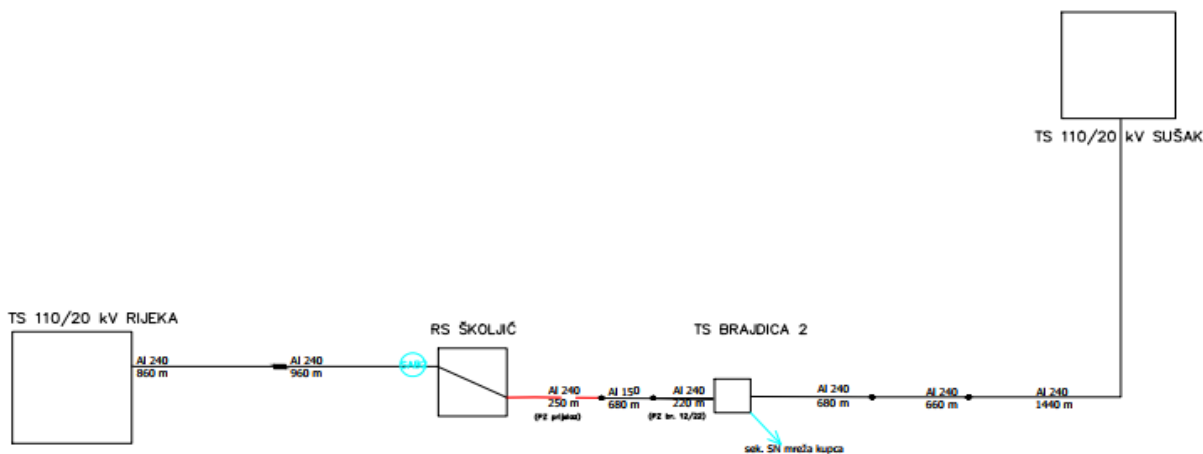 TS 110/20 kV SUŠAK
TS 110/20 kV RIJEKA
RS ŠKOLJIĆ
TS BRAJDICA 2
Al 240
860 m
Al 240
960 m
Al 240
250 m
(PZ prijelaz)
Al 150
680 m
Al 240
220 m
(PZ br. 12/22)
Al 240
680 m
Al 240
660 m
Al 240
1440 m
sek. SN mreža kupca